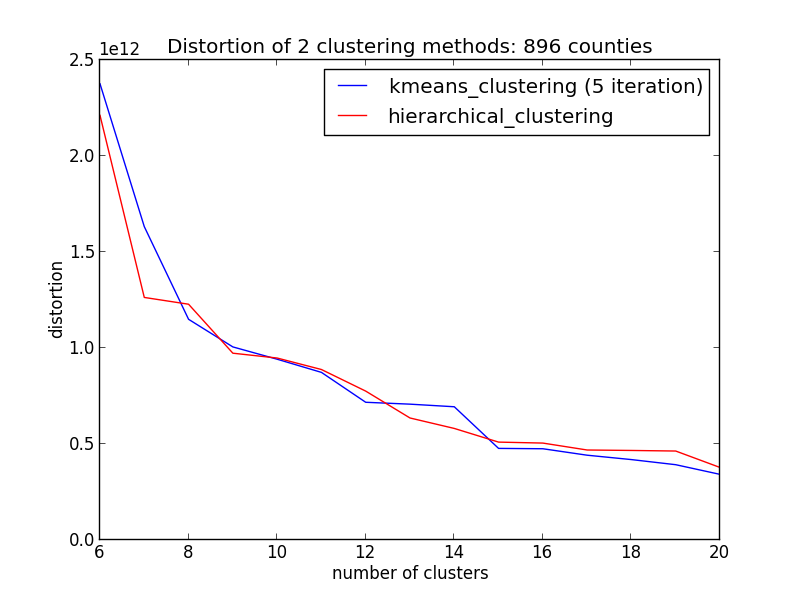 1e12
Distortion of 2 clustering methods: 896 counties
kmeans_clustering (5 iteration)
hierarchical_clustering
2.5
2.0
1.5
1.0
0.5
0.0
distortion
6 8 10 12 14 16 18 20
number of clusters